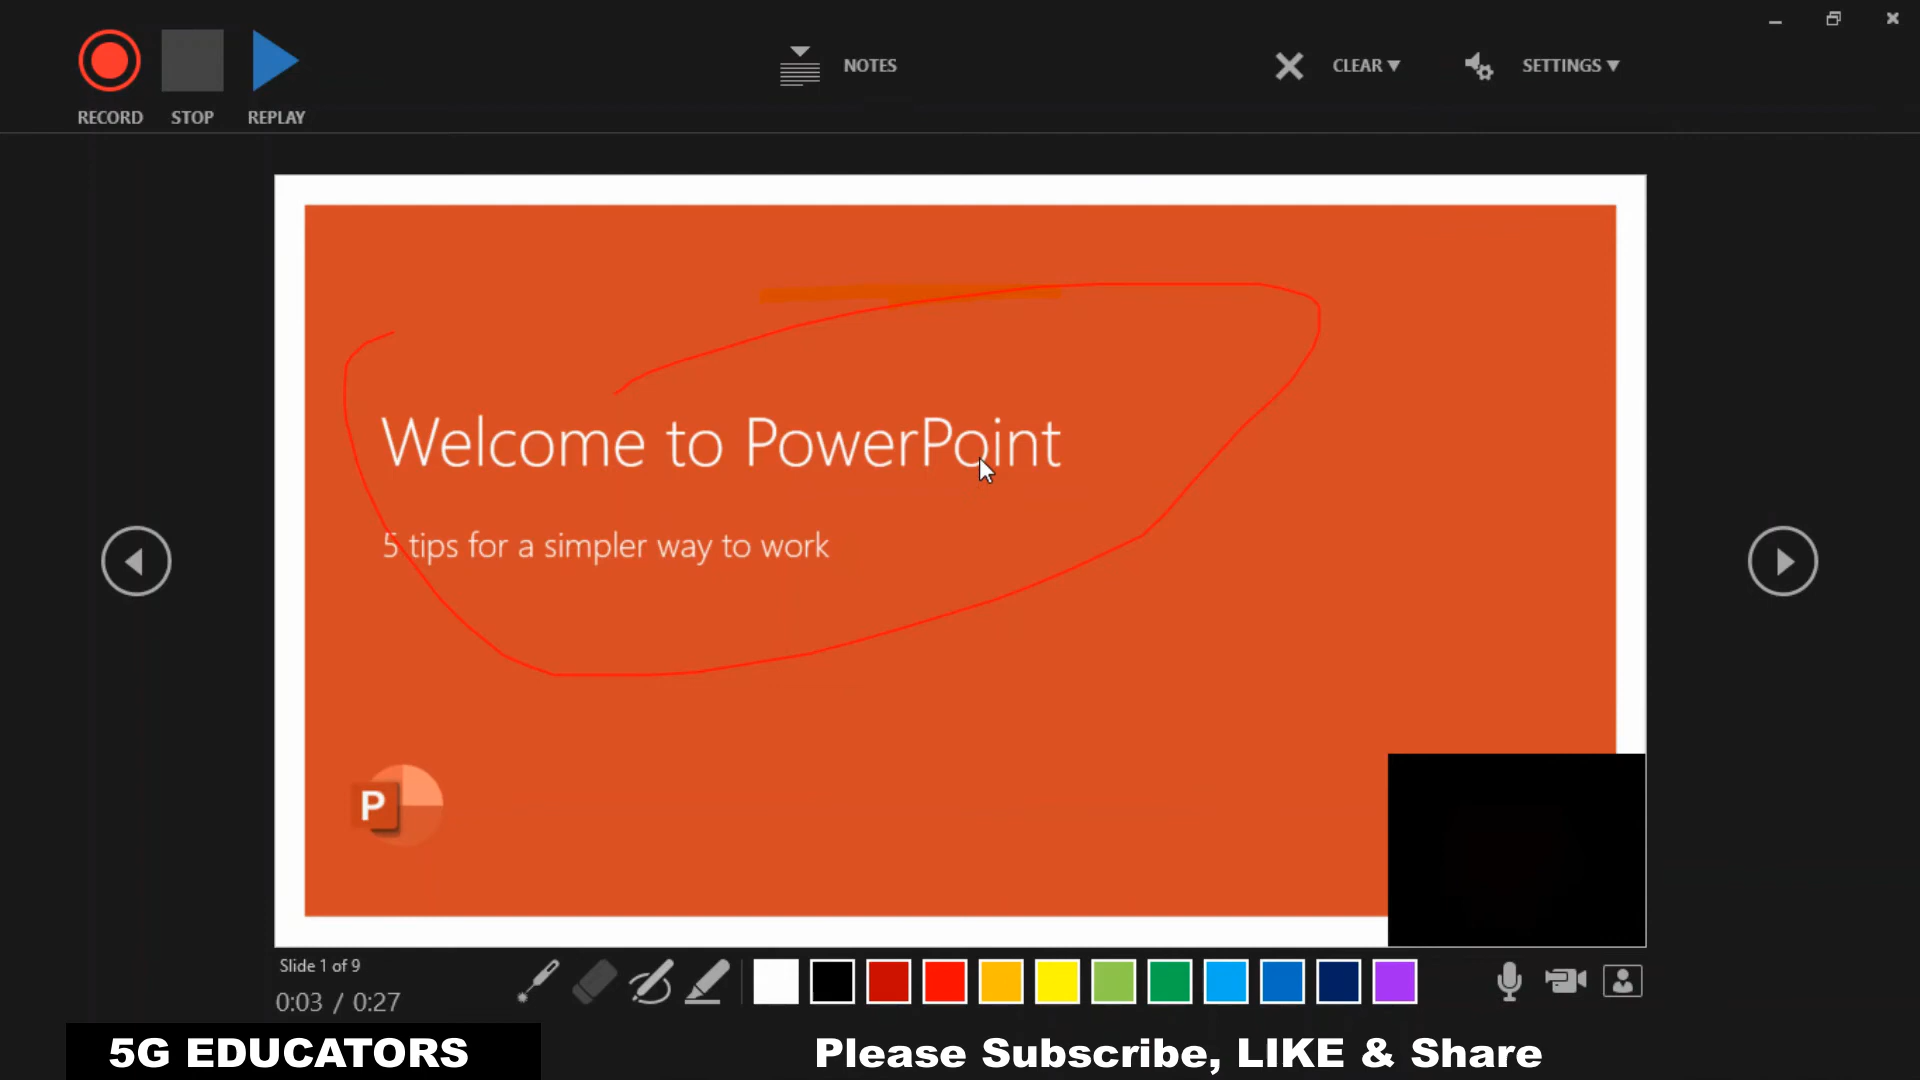 RECORD
STOP
REPLAY
NOTES
CLEAR
SETTINGS
Welcome to PowerPoint
5 tips for a simpler way to work
P
Slide 1 of 9
0:03 / 0:27
5G EDUCATORS
Please Subscribe, LIKE & Share